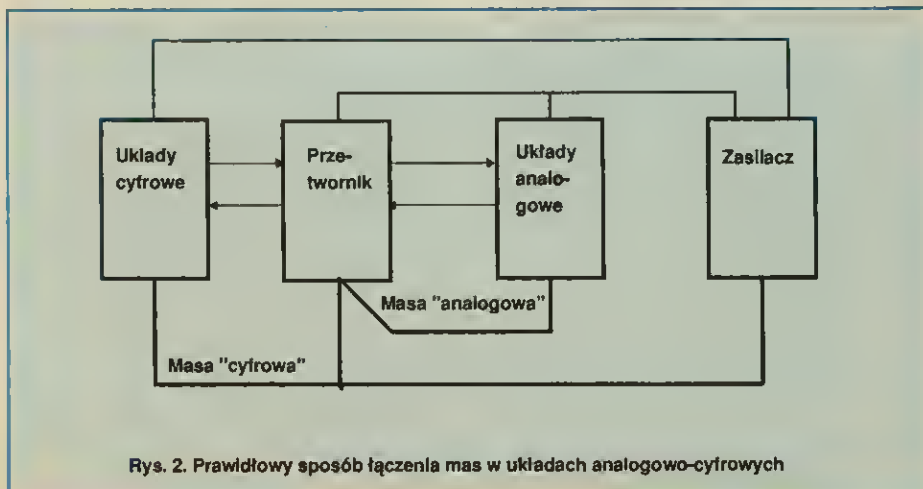 Układy
cyfrowe
Prze-
twornik
Układy
analo-
gowe
Zasilacz
Masa "analogowa"
Masa "cyfrowa"
Rys. 2. Prawidłowy sposób łączenia mas w układach analogowo-cyfrowych